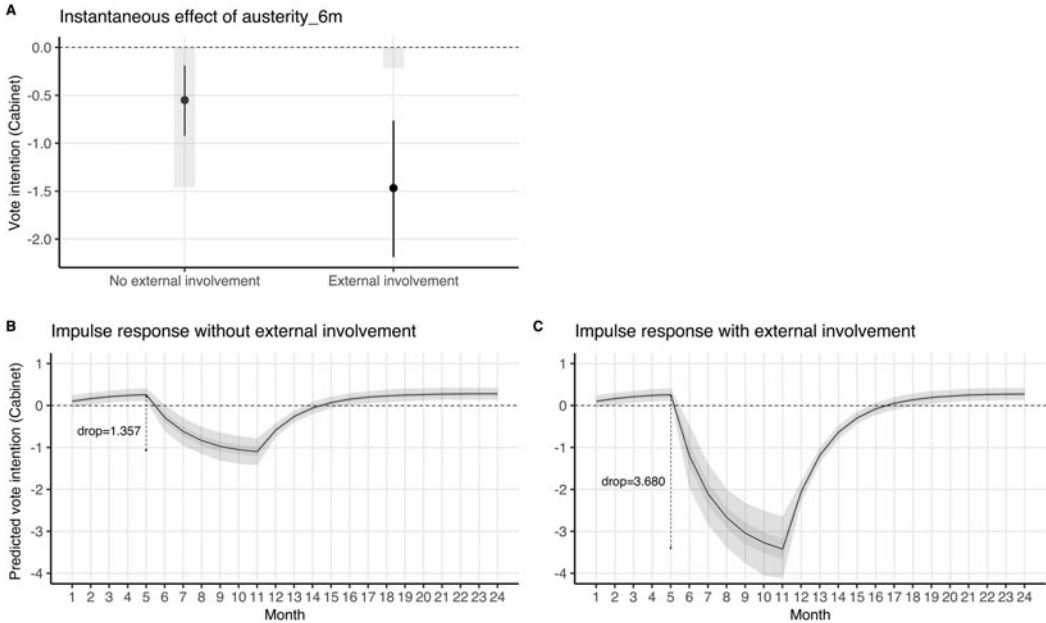 A
Instantaneous effect of austerity_6m
Vote intention (Cabinet)
0.0
-0.5
-1.0
-1.5
-2.0
No external involvement
External involvement
B
Impulse response without external involvement
Predicted vote intention (Cabinet)
1
0
-1
-2
-3
-4
drop=1.357
1 2 3 4 5 6 7 8 9 10 11 12 13 14 15 16 17 18 19 20 21 22 23 24
Month
C
Impulse response with external involvement
1
0
-1
-2
-3
-4
drop=3.680
1 2 3 4 5 6 7 8 9 10 11 12 13 14 15 16 17 18 19 20 21 22 23 24
Month